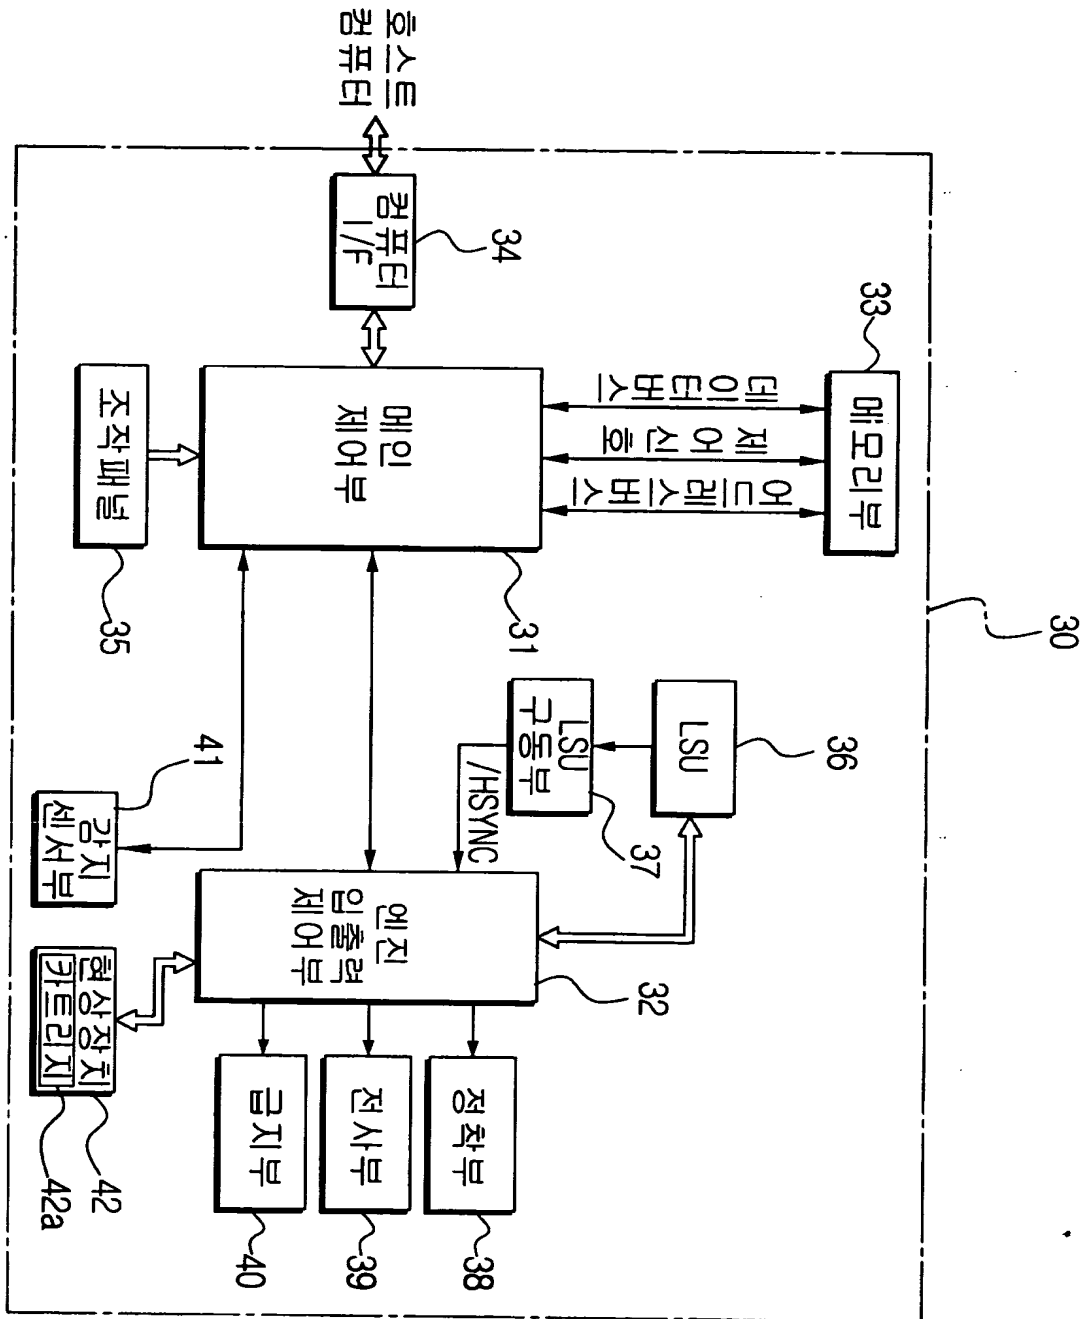 30
33
메모리부
데이터버스
제어신호
어드레스버스
호스트
컴퓨터
34
컴퓨터
I/F
메인
제어부
31
조작패널
35
36
LSU
LSU
구동부
37
/HSYNC
엔진
입출력
제어부
32
정착부
38
전사부
39
급지부
40
41
감지
센서부
현상장치
카트리지
42
42a